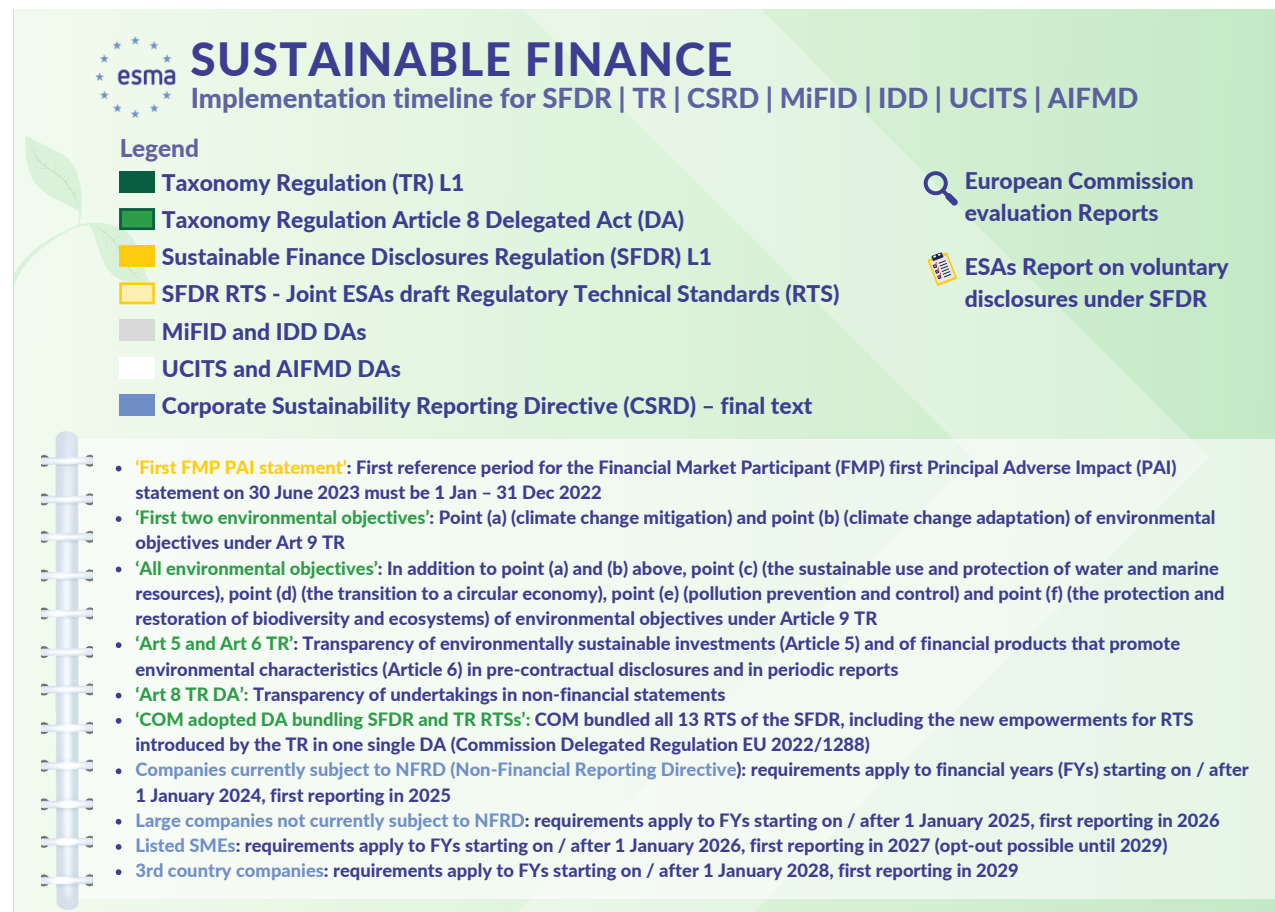 esma
SUSTAINABLE FINANCE
Implementation timeline for SFDR | TR | CSRD | MiFID | IDD | UCITS | AIFMD
Legend
Taxonomy Regulation (TR) L1
Taxonomy Regulation Article 8 Delegated Act (DA)
Sustainable Finance Disclosures Regulation (SFDR) L1
SFDR RTS - Joint ESAs draft Regulatory Technical Standards (RTS)
MiFID and IDD DAs
UCITS and AIFMD DAs
Corporate Sustainability Reporting Directive (CSRD) – final text
European Commission
evaluation Reports
ESAs Report on voluntary
disclosures under SFDR
• ‘First FMP PAI statement’: First reference period for the Financial Market Participant (FMP) first Principal Adverse Impact (PAI)
statement on 30 June 2023 must be 1 Jan – 31 Dec 2022
• ‘First two environmental objectives’: Point (a) (climate change mitigation) and point (b) (climate change adaptation) of environmental
objectives under Art 9 TR
• ‘All environmental objectives’: In addition to point (a) and (b) above, point (c) (the sustainable use and protection of water and marine
resources), point (d) (the transition to a circular economy), point (e) (pollution prevention and control) and point (f) (the protection and
restoration of biodiversity and ecosystems) of environmental objectives under Article 9 TR
• ‘Art 5 and Art 6 TR’: Transparency of environmentally sustainable investments (Article 5) and of financial products that promote
environmental characteristics (Article 6) in pre-contractual disclosures and in periodic reports
• ‘Art 8 TR DA’: Transparency of undertakings in non-financial statements
• ‘COM adopted DA bundling SFDR and TR RTSs’: COM bundled all 13 RTS of the SFDR, including the new empowerments for RTS
introduced by the TR in one single DA (Commission Delegated Regulation EU 2022/1288)
• Companies currently subject to NFRD (Non-Financial Reporting Directive): requirements apply to financial years (FYs) starting on / after
1 January 2024, first reporting in 2025
• Large companies not currently subject to NFRD: requirements apply to FYs starting on / after 1 January 2025, first reporting in 2026
• Listed SMEs: requirements apply to FYs starting on / after 1 January 2026, first reporting in 2027 (opt-out possible until 2029)
• 3rd country companies: requirements apply to FYs starting on / after 1 January 2028, first reporting in 2029